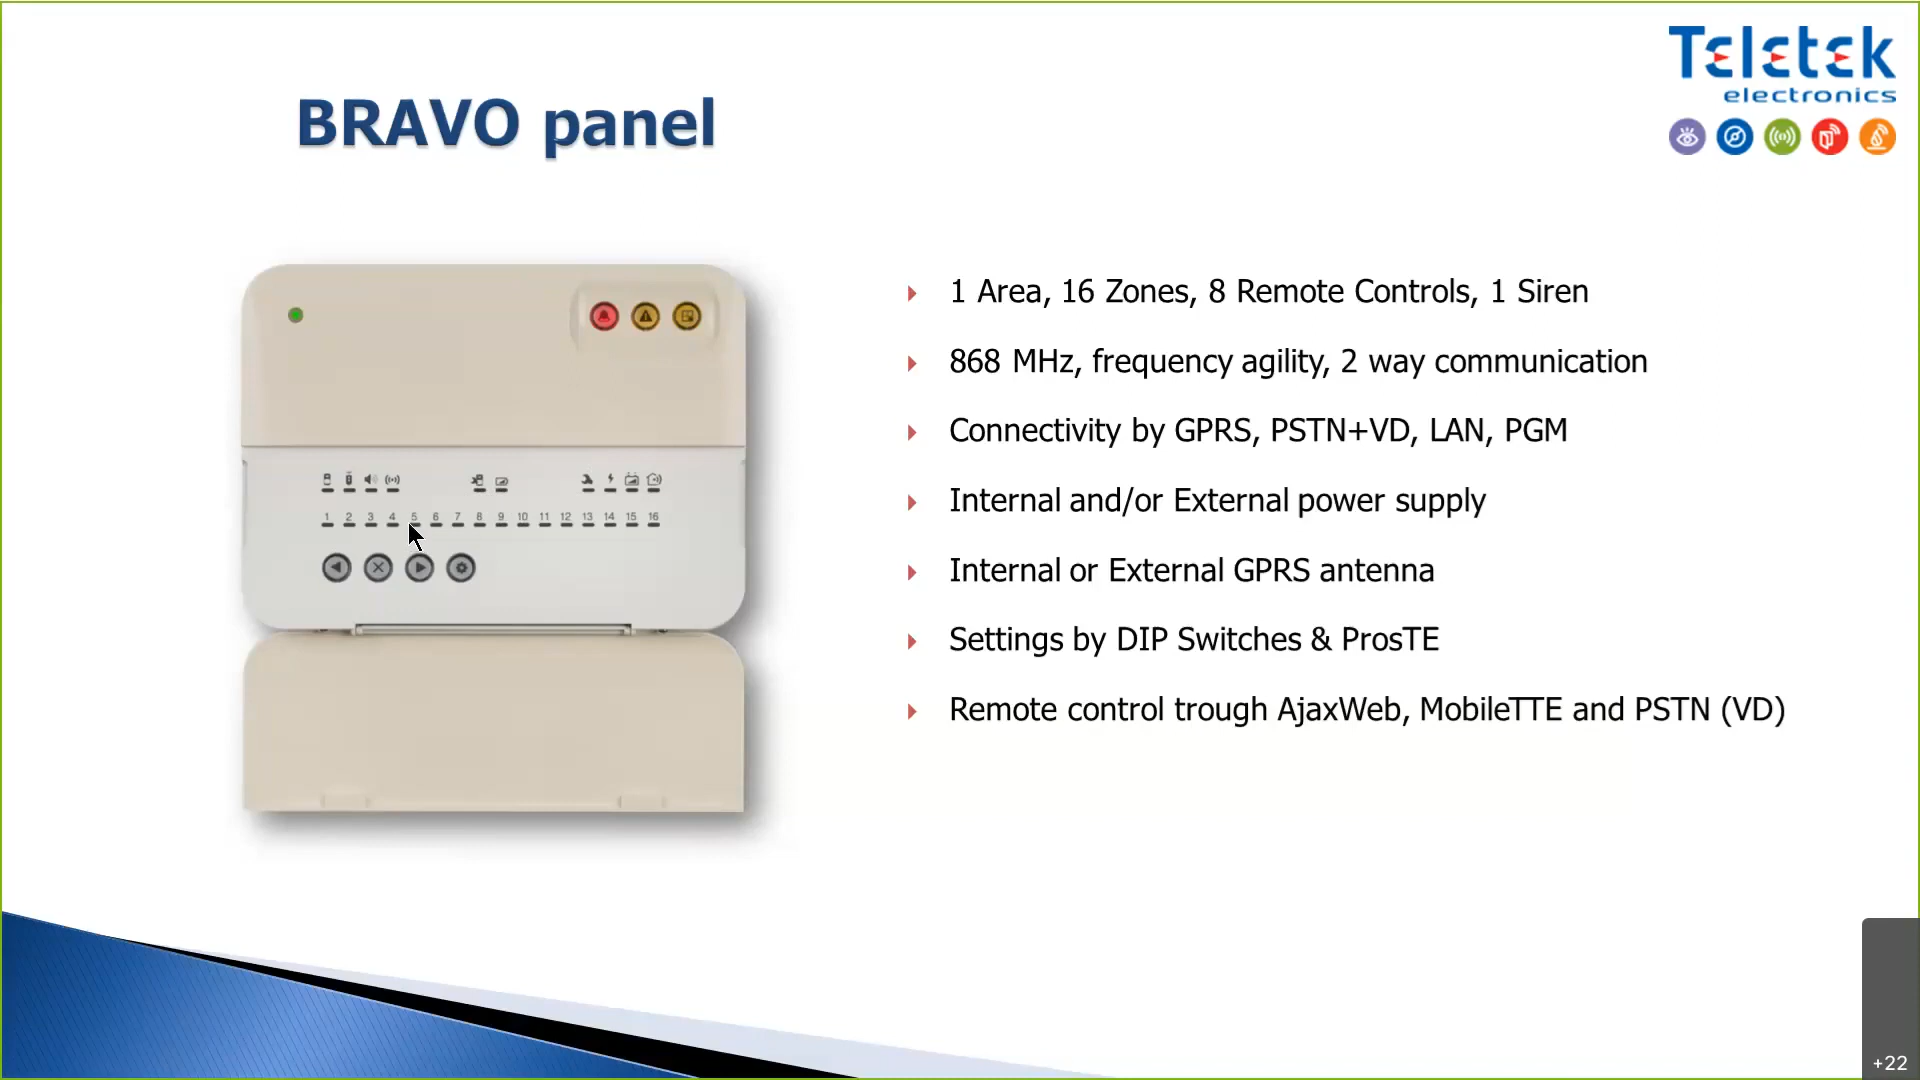 Teletek
electronics
BRAVO panel
1 Area, 16 Zones, 8 Remote Controls, 1 Siren
868 MHz, frequency agility, 2 way communication
Connectivity by GPRS, PSTN+VD, LAN, PGM
Internal and/or External power supply
Internal or External GPRS antenna
Settings by DIP Switches & ProsTE
Remote control trough AjaxWeb, MobileTTE and PSTN (VD)
1 2 3 4 5 6 7 8 9 10 11 12 13 14 15 16
+22